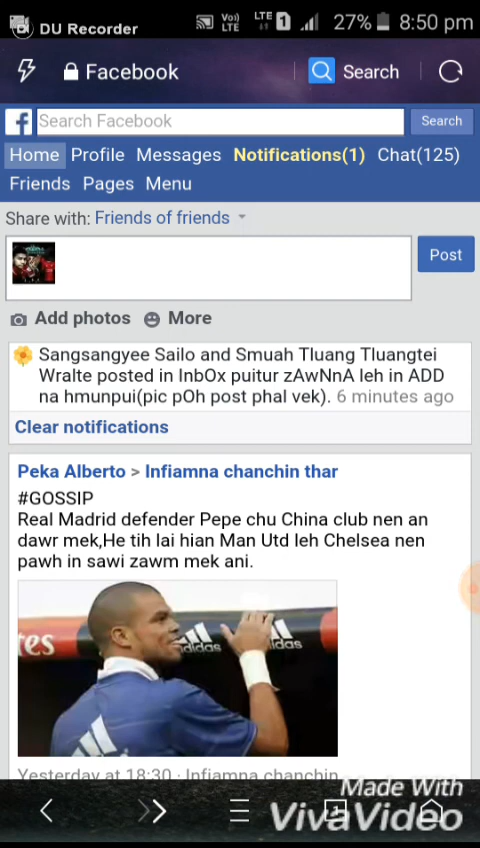 DU Recorder
Vo)) LTE LTE 1 27% 8:50 pm
Facebook Search
f Search Facebook Search
Home Profile Messages Notifications(1) Chat(125)
Friends Pages Menu
Share with: Friends of friends
Post
Add photos More
Sangsangyee Sailo and Smuah Tluang Tluangtei
Wralte posted in InbOx puitur zAwNnA leh in ADD
na hmunpui(pic pOh post phal vek). 6 minutes ago
Clear notifications
Peka Alberto > Infiamna chanchin thar
#GOSSIP
Real Madrid defender Pepe chu China club nen an
dawr mek,He tih lai hian Man Utd leh Chelsea nen
pawh in sawi zawm mek ani.
adidas
Yesterday at 18:30 · Infiamna chanchin
Made With
VivaVideo